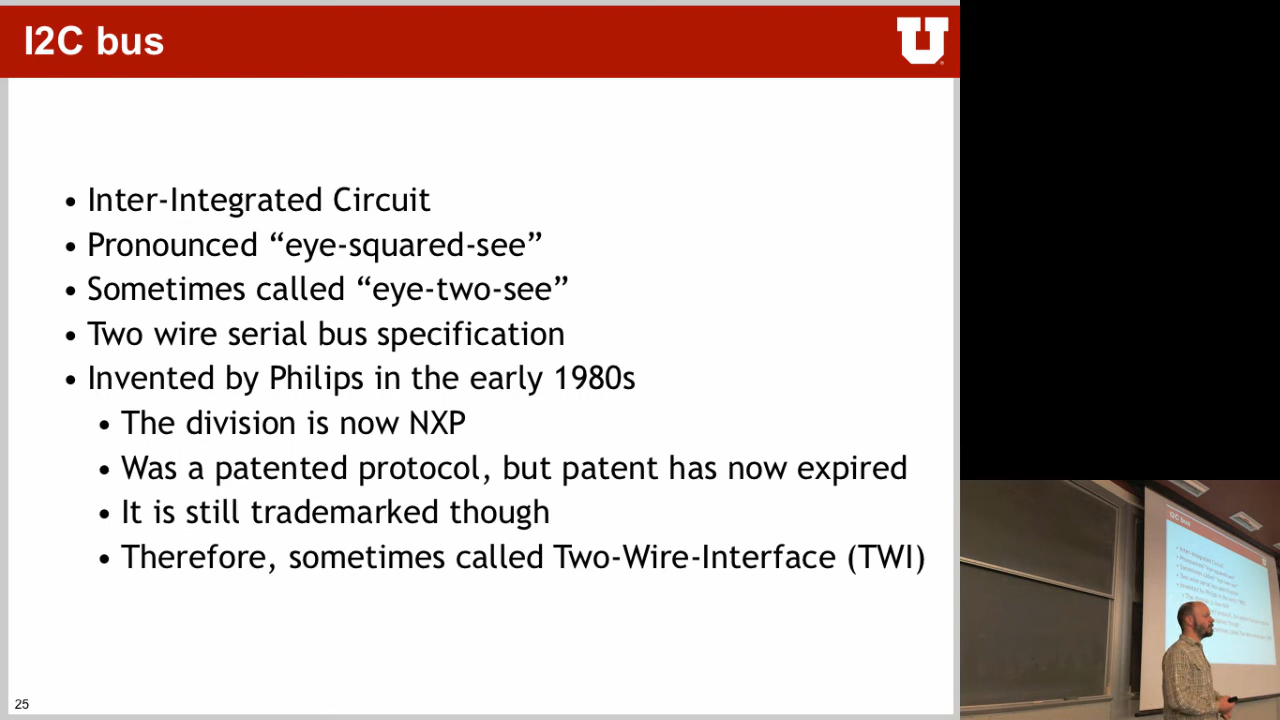 I2C bus
U
• Inter-Integrated Circuit
• Pronounced “eye-squared-see”
• Sometimes called “eye-two-see”
• Two wire serial bus specification
• Invented by Philips in the early 1980s
• The division is now NXP
• Was a patented protocol, but patent has now expired
• It is still trademarked though
• Therefore, sometimes called Two-Wire-Interface (TWI)
25
I2C bus